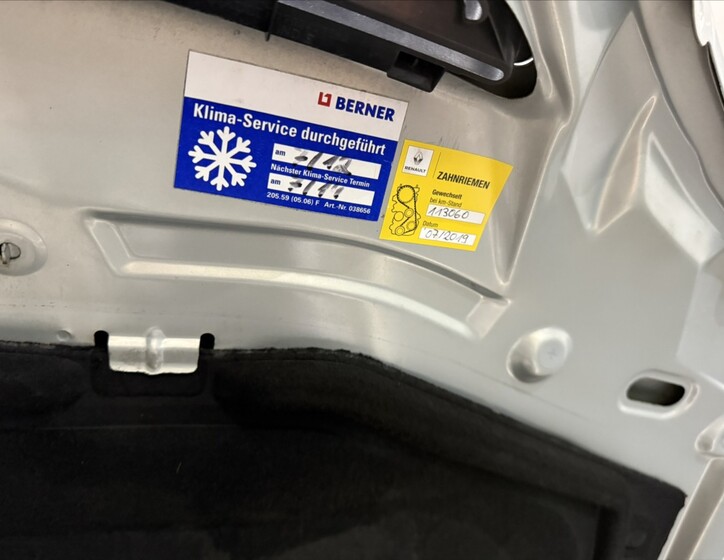 BERNER
Klima-Service durchgeführt
am
Nächster Klima-Service Termin
am
205.59 (05.06) F Art.-Nr. 038656
RENAULT
ZAHNRIEMEN
Gewechselt
bei km-Stand
113060
Datum
07/2019